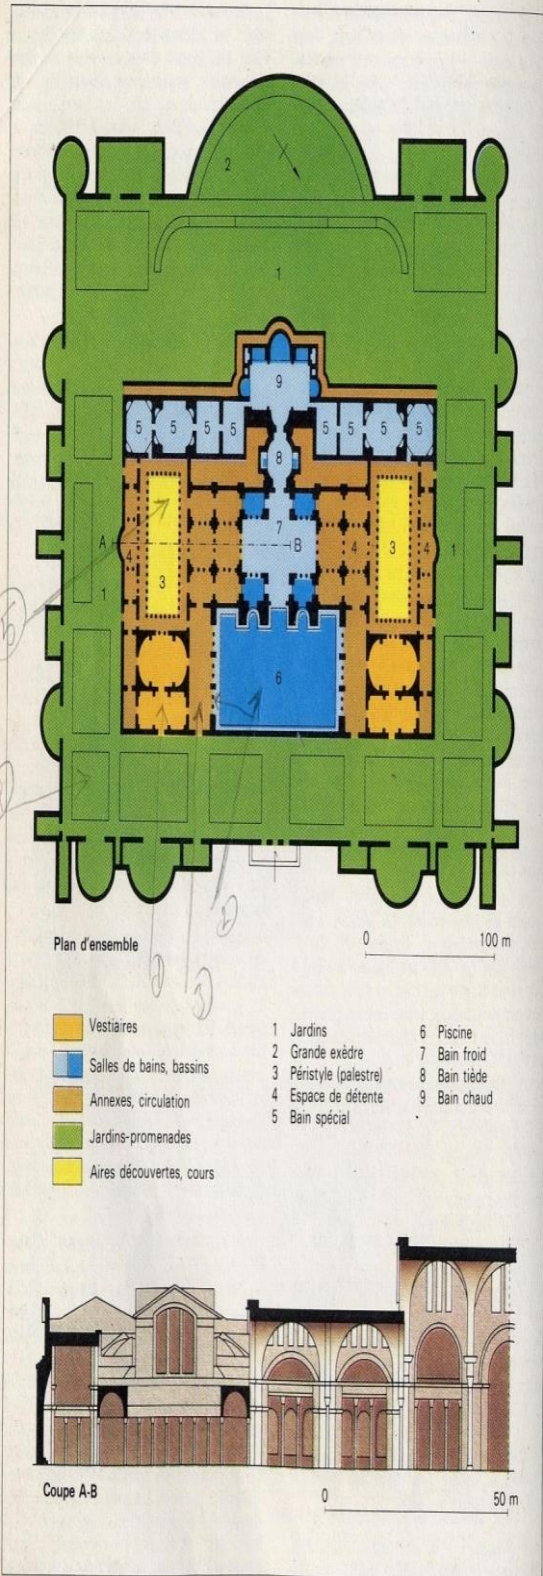 2
1
9
5 5 5 5 5 5 5 5
8
7
A B
4 3 4 3 4
1 1
6
5
2
3
Plan d'ensemble
0 100 m
Vestiaires
Salles de bains, bassins
Annexes, circulation
Jardins-promenades
Aires découvertes, cours
1 Jardins
2 Grande exèdre
3 Péristyle (palestre)
4 Espace de détente
5 Bain spécial
6 Piscine
7 Bain froid
8 Bain tiède
9 Bain chaud
Coupe A-B
0 50 m